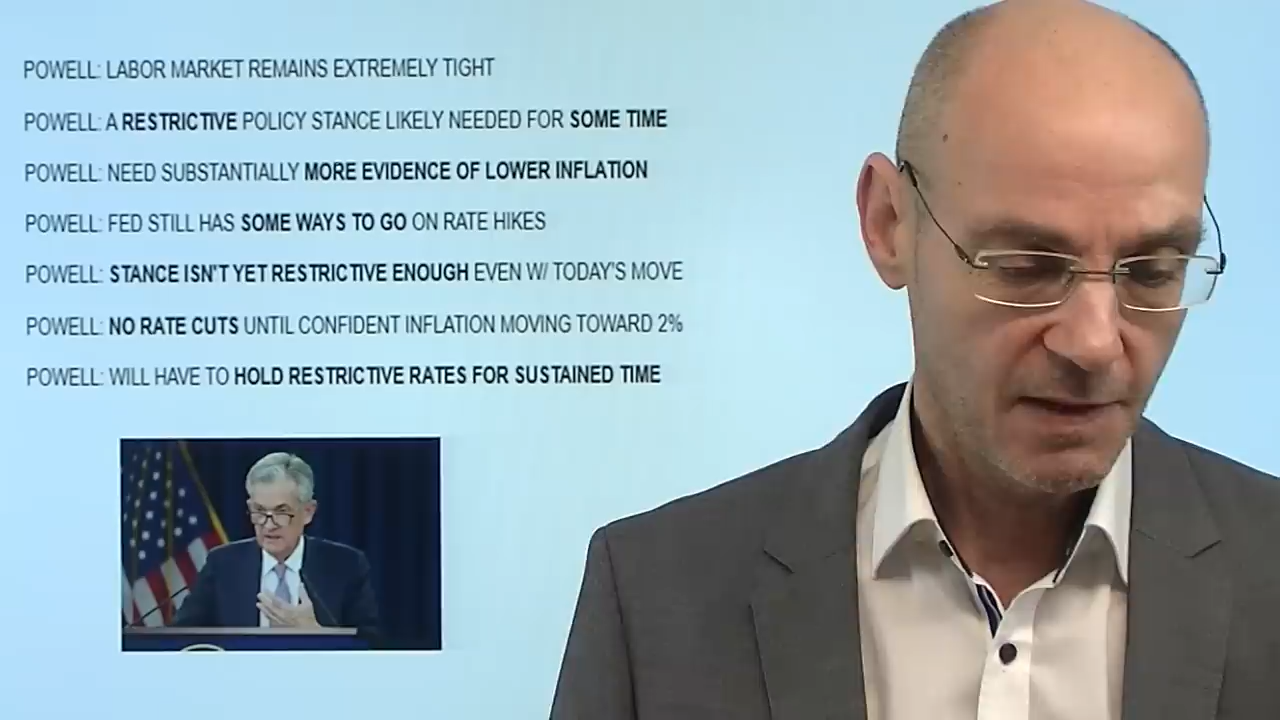 POWELL: LABOR MARKET REMAINS EXTREMELY TIGHT
POWELL: A RESTRICTIVE POLICY STANCE LIKELY NEEDED FOR SOME TIME
POWELL: NEED SUBSTANTIALLY MORE EVIDENCE OF LOWER INFLATION
POWELL: FED STILL HAS SOME WAYS TO GO ON RATE HIKES
POWELL: STANCE ISN'T YET RESTRICTIVE ENOUGH EVEN W/ TODAY'S MOVE
POWELL: NO RATE CUTS UNTIL CONFIDENT INFLATION MOVING TOWARD 2%
POWELL: WILL HAVE TO HOLD RESTRICTIVE RATES FOR SUSTAINED TIME